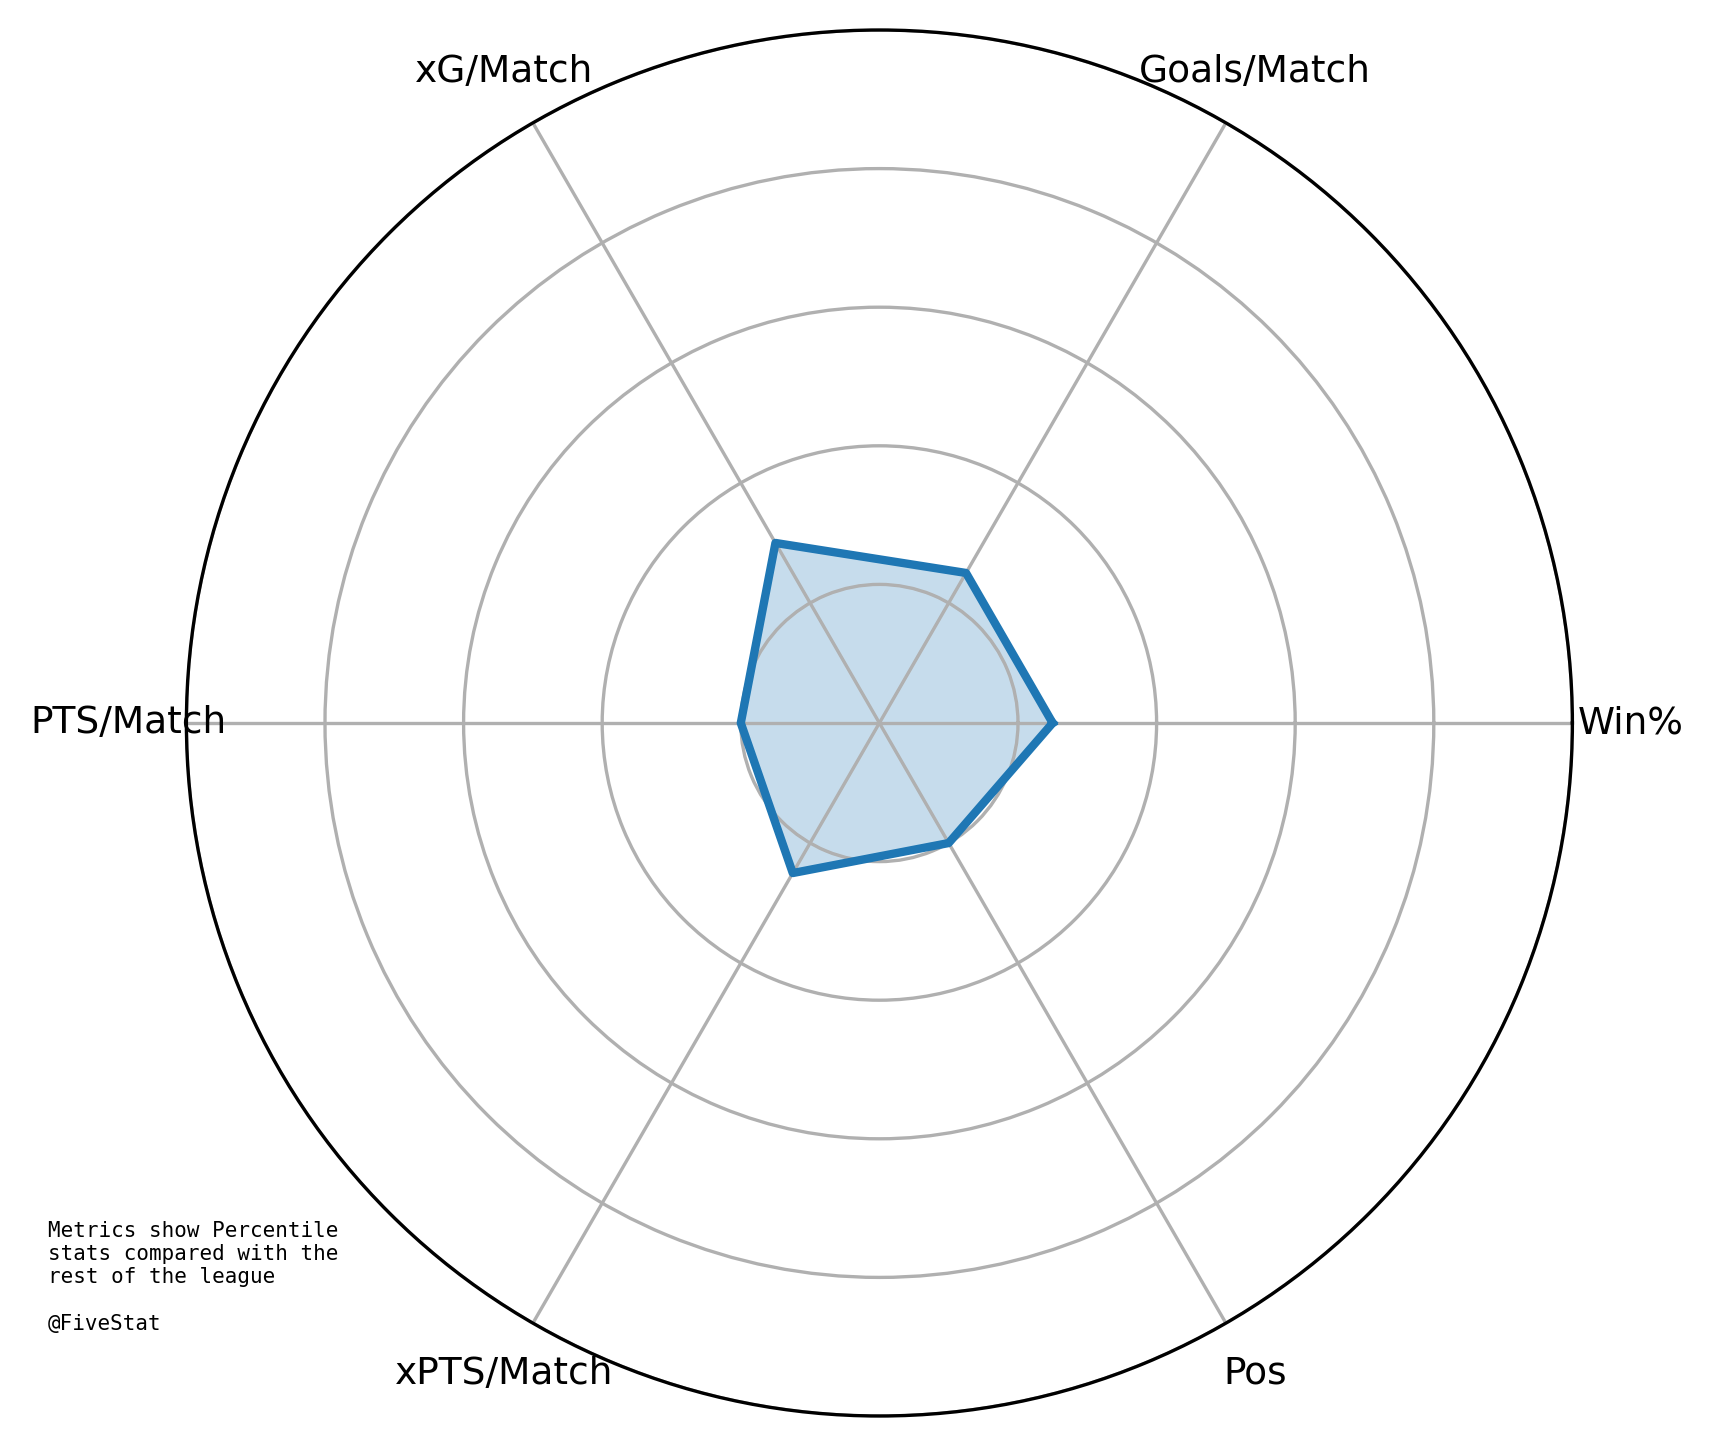 xG/Match
Goals/Match
PTS/Match
Win%
Metrics show Percentile
stats compared with the
rest of the league
@FiveStat
xPTS/Match
Pos